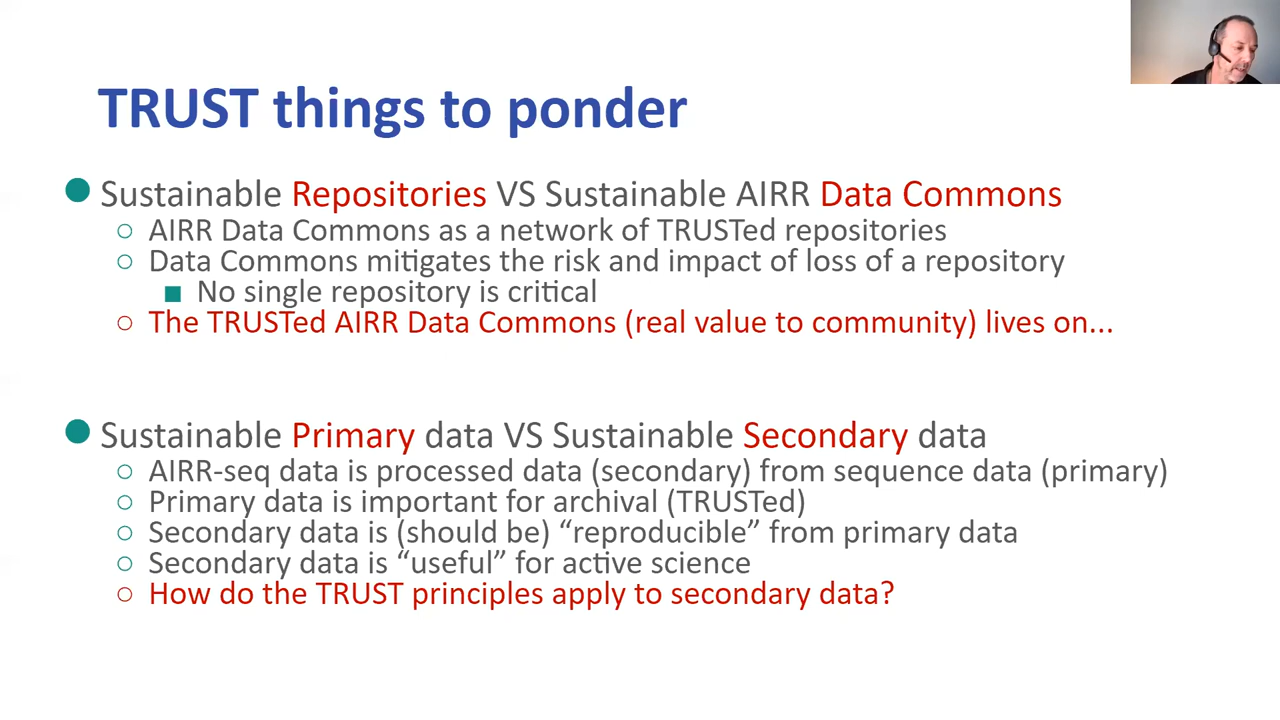 TRUST things to ponder
Sustainable Repositories VS Sustainable AIRR Data Commons
AIRR Data Commons as a network of TRUSTed repositories
Data Commons mitigates the risk and impact of loss of a repository
No single repository is critical
The TRUSTed AIRR Data Commons (real value to community) lives on...
Sustainable Primary data VS Sustainable Secondary data
AIRR-seq data is processed data (secondary) from sequence data (primary)
Primary data is important for archival (TRUSTed)
Secondary data is (should be) “reproducible” from primary data
Secondary data is “useful” for active science
How do the TRUST principles apply to secondary data?